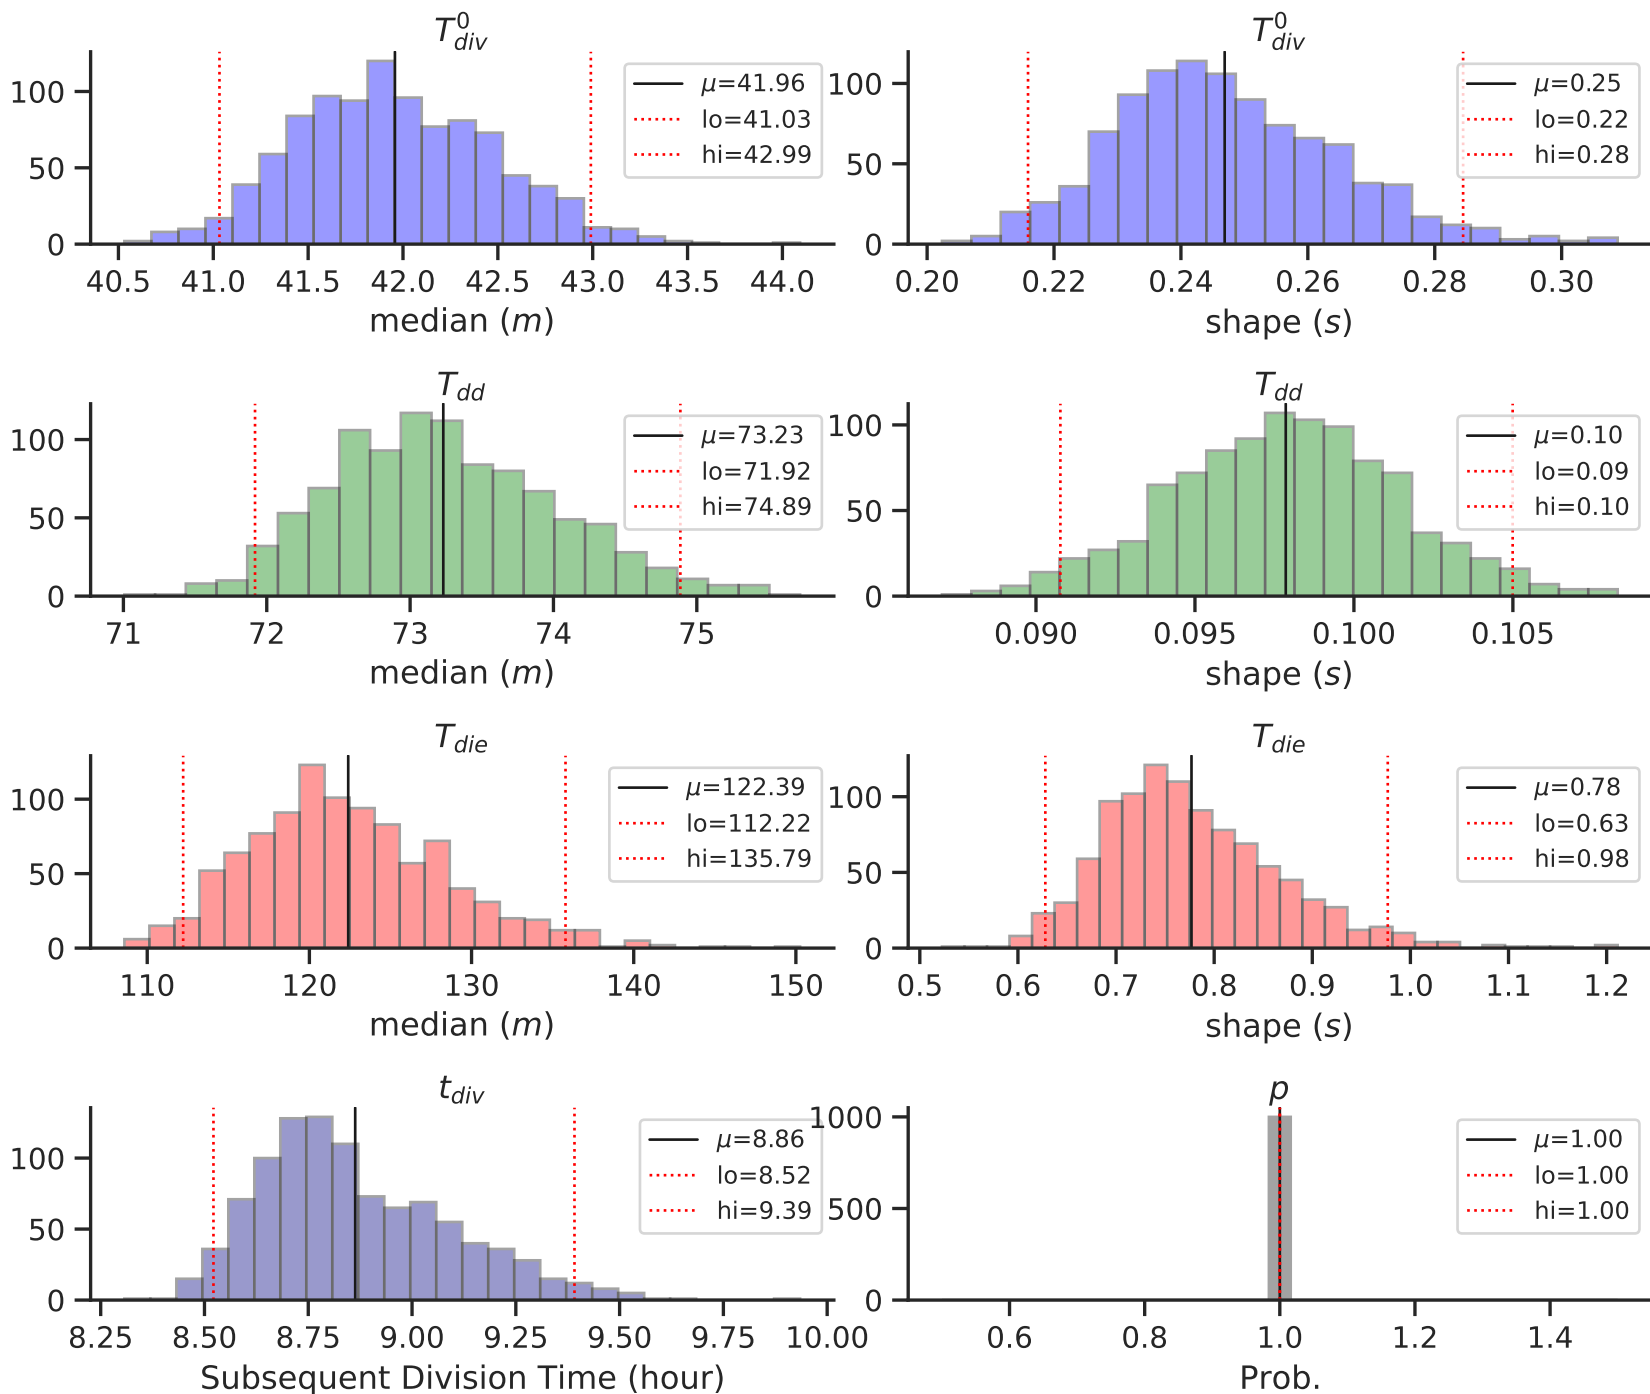 T⁰div
100
50
0
μ=41.96
lo=41.03
hi=42.99
40.5 41.0 41.5 42.0 42.5 43.0 43.5 44.0
median (m)
T⁰div
100
50
0
μ=0.25
lo=0.22
hi=0.28
0.20 0.22 0.24 0.26 0.28 0.30
shape (s)
Tdd
100
50
0
μ=73.23
lo=71.92
hi=74.89
71 72 73 74 75
median (m)
Tdd
100
50
0
μ=0.10
lo=0.09
hi=0.10
0.090 0.095 0.100 0.105
shape (s)
Tdie
100
50
0
μ=122.39
lo=112.22
hi=135.79
110 120 130 140 150
median (m)
Tdie
100
50
0
μ=0.78
lo=0.63
hi=0.98
0.5 0.6 0.7 0.8 0.9 1.0 1.1 1.2
shape (s)
tdiv
100
50
0
μ=8.86
lo=8.52
hi=9.39
8.25 8.50 8.75 9.00 9.25 9.50 9.75 10.00
Subsequent Division Time (hour)
p
1000
500
0
μ=1.00
lo=1.00
hi=1.00
0.6 0.8 1.0 1.2 1.4
Prob.